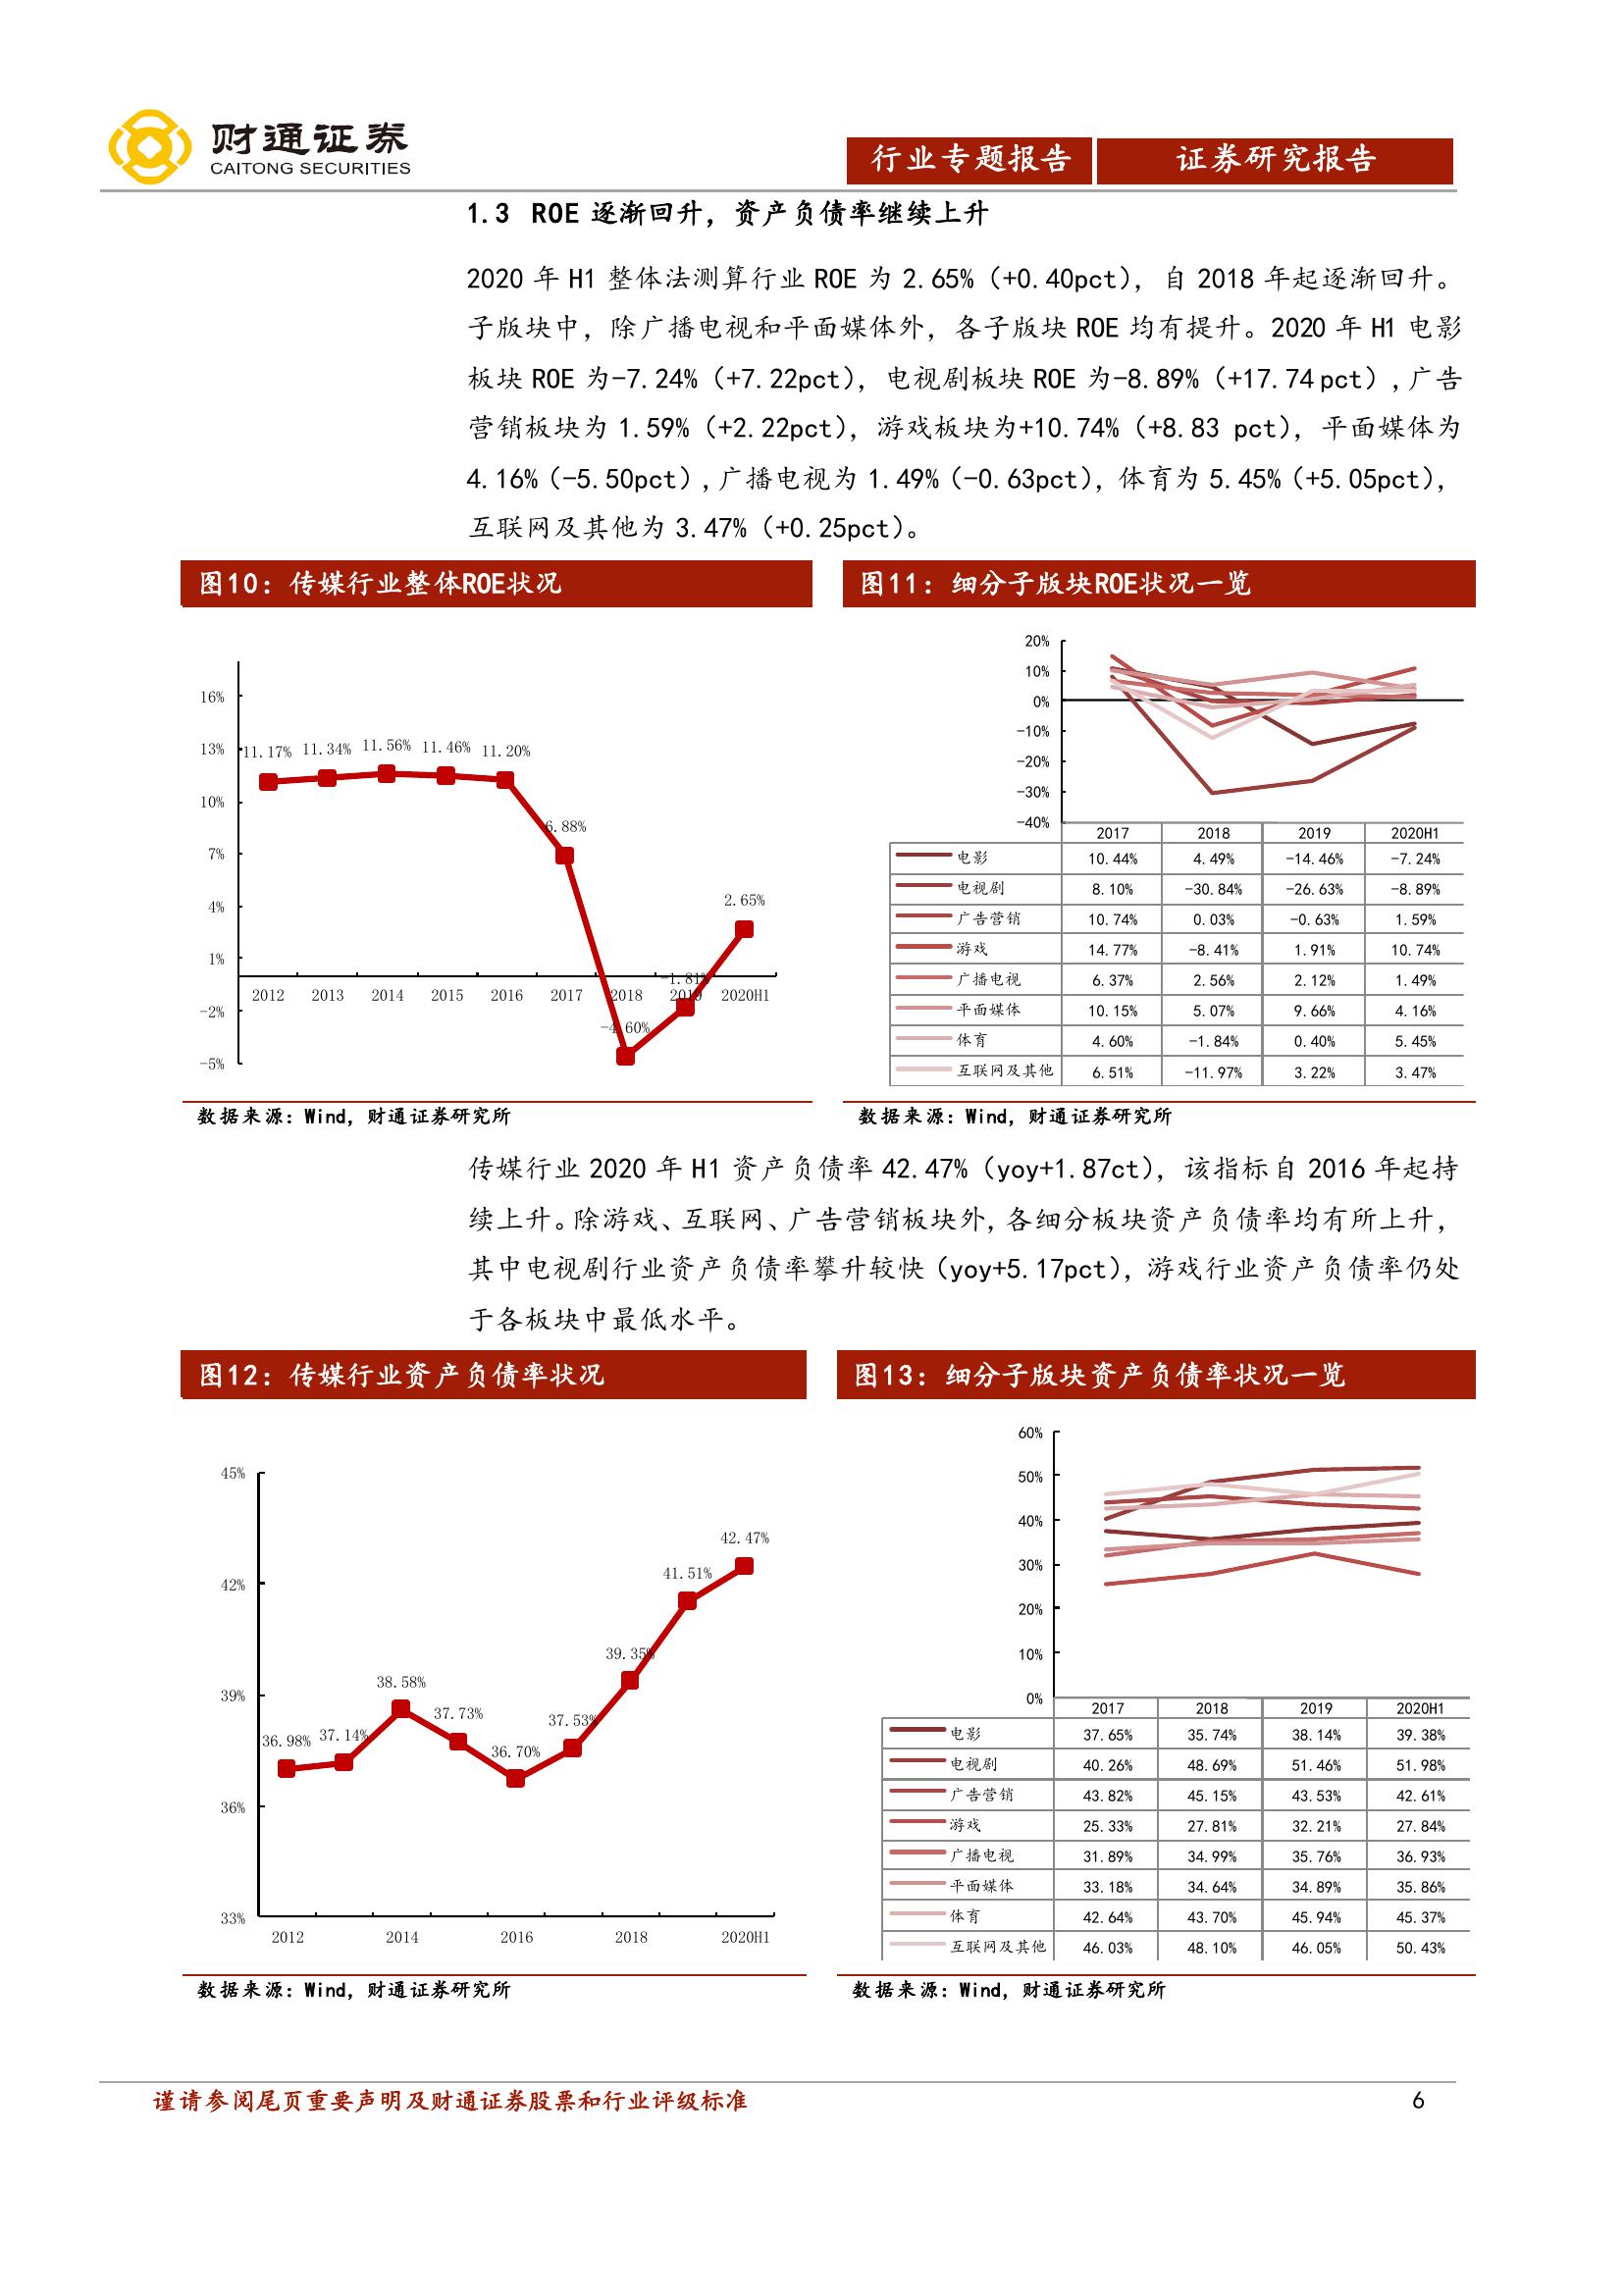 财通证券
CAITONG SECURITIES
行业专题报告 证券研究报告
1.3 ROE 逐渐回升，资产负债率继续上升
2020 年 H1 整体法测算行业 ROE 为 2.65%（+0.40pct），自 2018 年起逐渐回升。
子版块中，除广播电视和平面媒体外，各子版块 ROE 均有提升。2020 年 H1 电影
板块 ROE 为-7.24%（+7.22pct），电视剧板块 ROE 为-8.89%（+17.74 pct）,广告
营销板块为 1.59%（+2.22pct），游戏板块为+10.74%（+8.83 pct），平面媒体为
4.16%（-5.50pct）,广播电视为 1.49%（-0.63pct），体育为 5.45%（+5.05pct），
互联网及其他为 3.47%（+0.25pct）。
图10：传媒行业整体ROE状况
16%
13%
10%
7%
4%
1%
-2%
-5%
11.17% 11.34% 11.56% 11.46% 11.20%
6.88%
-4.60%
-1.81%
2.65%
2012 2013 2014 2015 2016 2017 2018 2019 2020H1
数据来源：Wind，财通证券研究所
图11：细分子版块ROE状况一览
20%
10%
0%
-10%
-20%
-30%
-40%
2017 2018 2019 2020H1
电影 10.44% 4.49% -14.46% -7.24%
电视剧 8.10% -30.84% -26.63% -8.89%
广告营销 10.74% 0.03% -0.63% 1.59%
游戏 14.77% -8.41% 1.91% 10.74%
广播电视 6.37% 2.56% 2.12% 1.49%
平面媒体 10.15% 5.07% 9.66% 4.16%
体育 4.60% -1.84% 0.40% 5.45%
互联网及其他 6.51% -11.97% 3.22% 3.47%
数据来源：Wind，财通证券研究所
传媒行业 2020 年 H1 资产负债率 42.47%（yoy+1.87ct），该指标自 2016 年起持
续上升。除游戏、互联网、广告营销板块外，各细分板块资产负债率均有所上升，
其中电视剧行业资产负债率攀升较快（yoy+5.17pct），游戏行业资产负债率仍处
于各板块中最低水平。
图12：传媒行业资产负债率状况
45%
42%
39%
36%
33%
36.98% 37.14% 38.58% 37.73% 36.70% 37.53% 39.35% 41.51% 42.47%
2012 2014 2016 2018 2020H1
数据来源：Wind，财通证券研究所
图13：细分子版块资产负债率状况一览
60%
50%
40%
30%
20%
10%
0%
2017 2018 2019 2020H1
电影 37.65% 35.74% 38.14% 39.38%
电视剧 40.26% 48.69% 51.46% 51.98%
广告营销 43.82% 45.15% 43.53% 42.61%
游戏 25.33% 27.81% 32.21% 27.84%
广播电视 31.89% 34.99% 35.76% 36.93%
平面媒体 33.18% 34.64% 34.89% 35.86%
体育 42.64% 43.70% 45.94% 45.37%
互联网及其他 46.03% 48.10% 46.05% 50.43%
数据来源：Wind，财通证券研究所
谨请参阅尾页重要声明及财通证券股票和行业评级标准 6